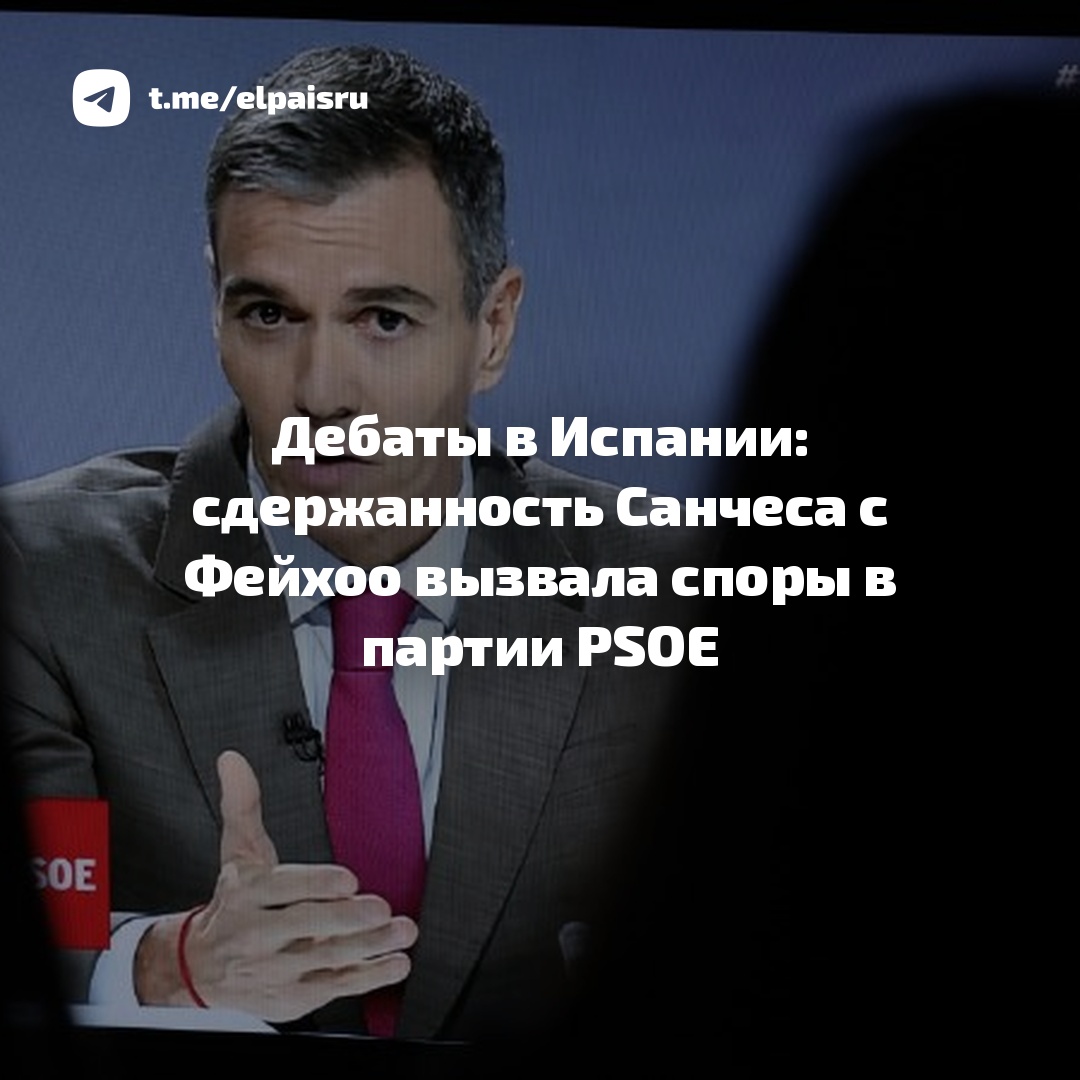 t.me/elpaisru
#
Дебаты в Испании:
сдержанность Санчеса с
Фейхоо вызвала споры в
партии PSOE
SOE